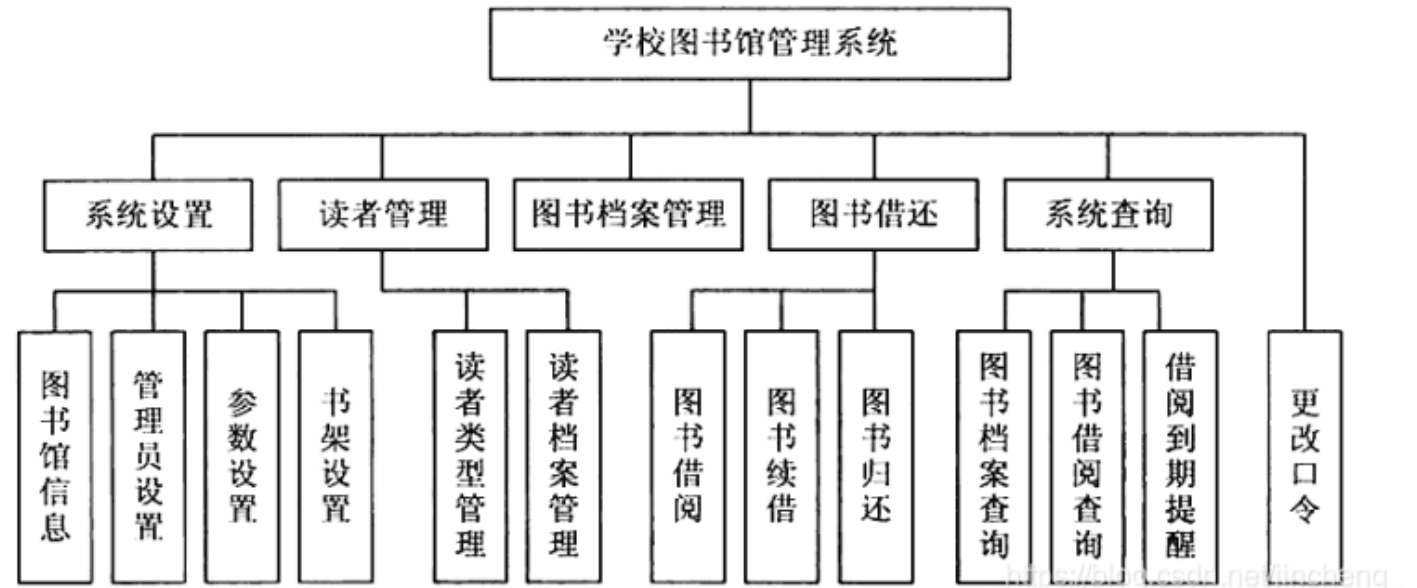 学校图书馆管理系统
系统设置
读者管理
图书档案管理
图书借还
系统查询
图书馆信息
管理员设置
参数设置
书架设置
读者类型管理
读者档案管理
图书借阅
图书续借
图书归还
图书档案查询
图书借阅查询
借阅到期提醒
更改口令
https://blog.csdn.net/jincheng